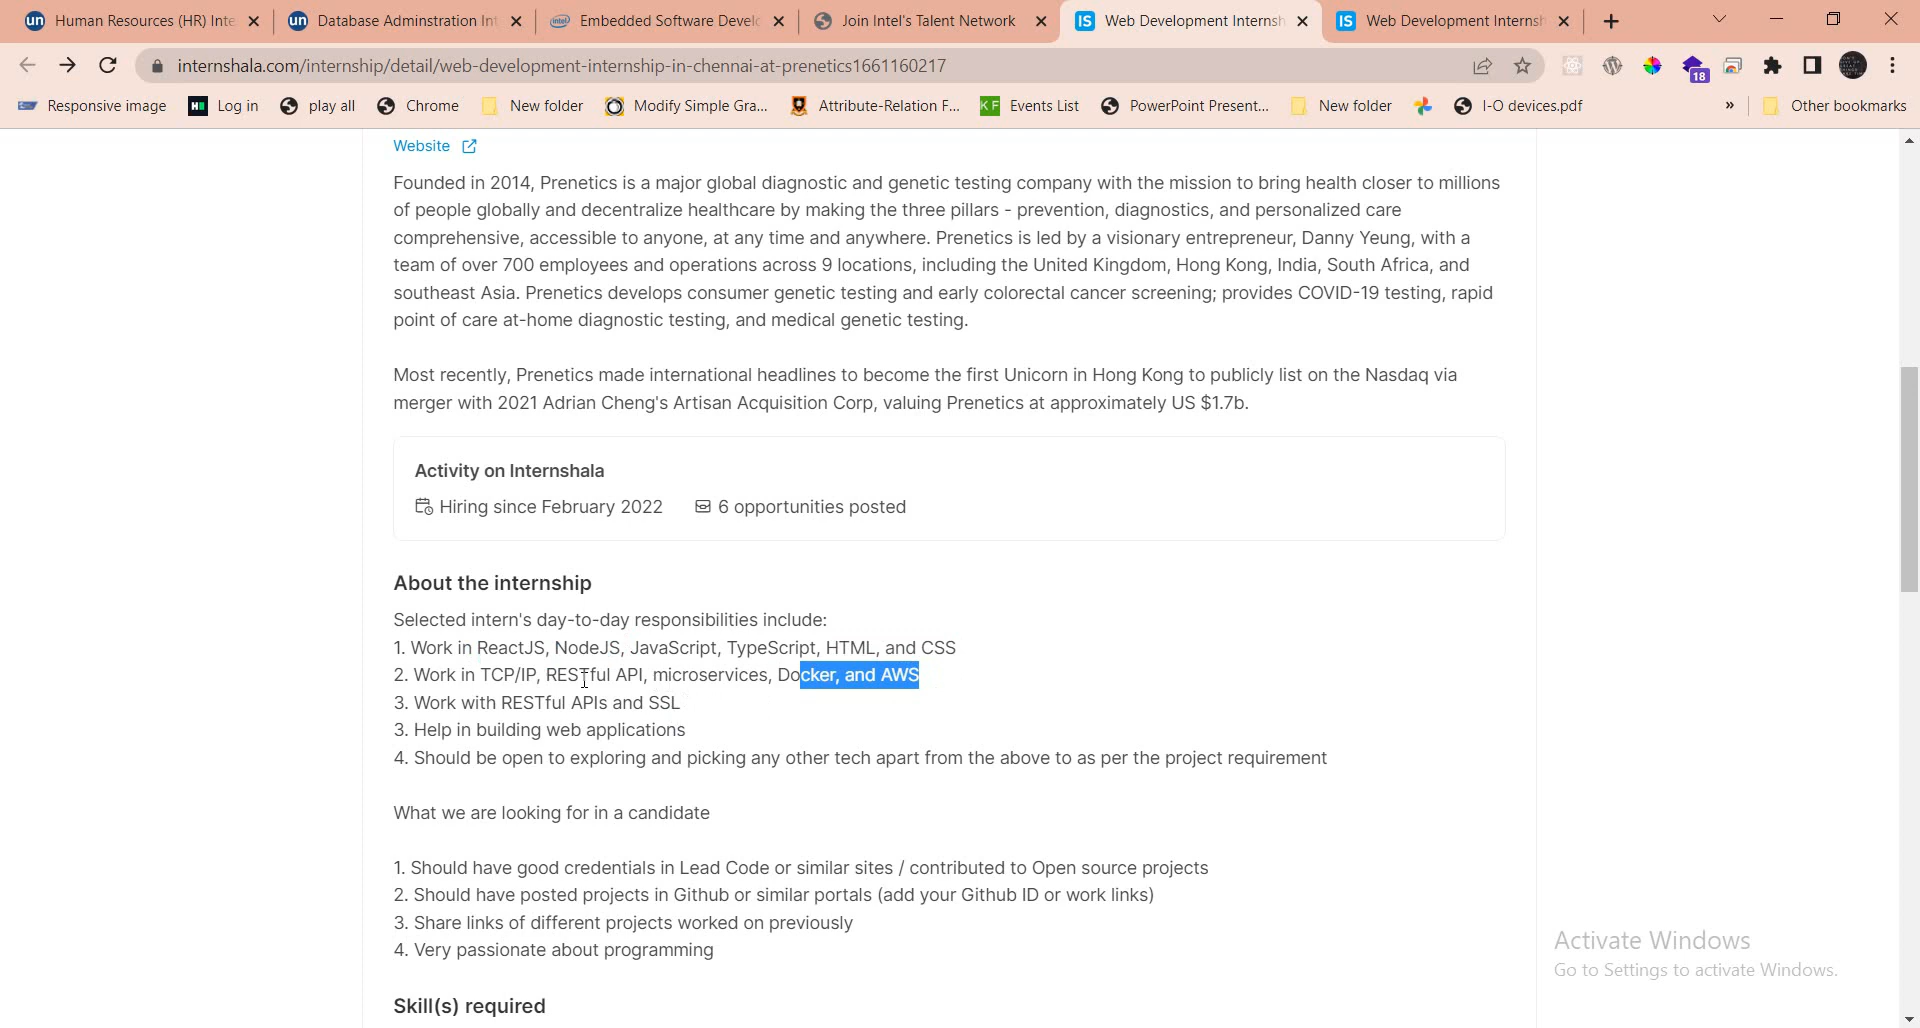 Human Resources (HR) Inte
Database Adminstration Int
Embedded Software Develo
Join Intel's Talent Network
Web Development Internsh
Web Development Internsh
internshala.com/internship/detail/web-development-internship-in-chennai-at-prenetics1661160217
18
Responsive image
Log in
play all
Chrome
New folder
Modify Simple Gra...
Attribute-Relation F...
KF Events List
PowerPoint Present...
New folder
I-O devices.pdf
»
Other bookmarks
Website
Founded in 2014, Prenetics is a major global diagnostic and genetic testing company with the mission to bring health closer to millions
of people globally and decentralize healthcare by making the three pillars - prevention, diagnostics, and personalized care
comprehensive, accessible to anyone, at any time and anywhere. Prenetics is led by a visionary entrepreneur, Danny Yeung, with a
team of over 700 employees and operations across 9 locations, including the United Kingdom, Hong Kong, India, South Africa, and
southeast Asia. Prenetics develops consumer genetic testing and early colorectal cancer screening; provides COVID-19 testing, rapid
point of care at-home diagnostic testing, and medical genetic testing.
Most recently, Prenetics made international headlines to become the first Unicorn in Hong Kong to publicly list on the Nasdaq via
merger with 2021 Adrian Cheng's Artisan Acquisition Corp, valuing Prenetics at approximately US $1.7b.
Activity on Internshala
Hiring since February 2022
6 opportunities posted
About the internship
Selected intern's day-to-day responsibilities include:
1. Work in ReactJS, NodeJS, JavaScript, TypeScript, HTML, and CSS
2. Work in TCP/IP, RESTful API, microservices, Docker, and AWS
3. Work with RESTful APIs and SSL
3. Help in building web applications
4. Should be open to exploring and picking any other tech apart from the above to as per the project requirement
What we are looking for in a candidate
1. Should have good credentials in Lead Code or similar sites / contributed to Open source projects
2. Should have posted projects in Github or similar portals (add your Github ID or work links)
3. Share links of different projects worked on previously
4. Very passionate about programming
Skill(s) required
Activate Windows
Go to Settings to activate Windows.